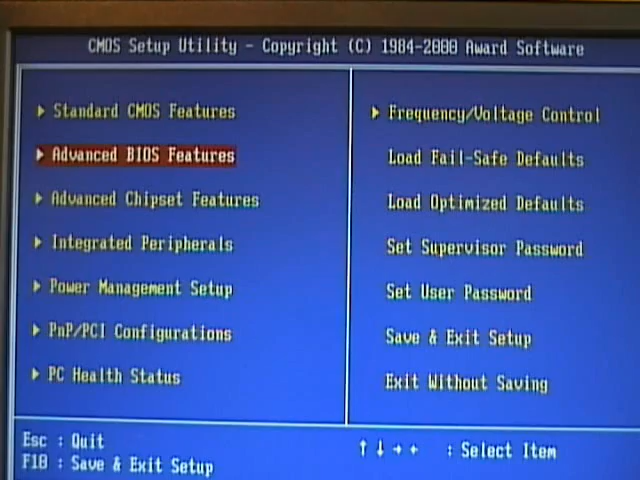 CMOS Setup Utility - Copyright (C) 1984-2000 Award Software
Standard CMOS Features
Advanced BIOS Features
Advanced Chipset Features
Integrated Peripherals
Power Management Setup
PnP/PCI Configurations
PC Health Status
Frequency/Voltage Control
Load Fail-Safe Defaults
Load Optimized Defaults
Set Supervisor Password
Set User Password
Save & Exit Setup
Exit Without Saving
Esc : Quit
F10 : Save & Exit Setup
↑ ↓ → ← : Select Item